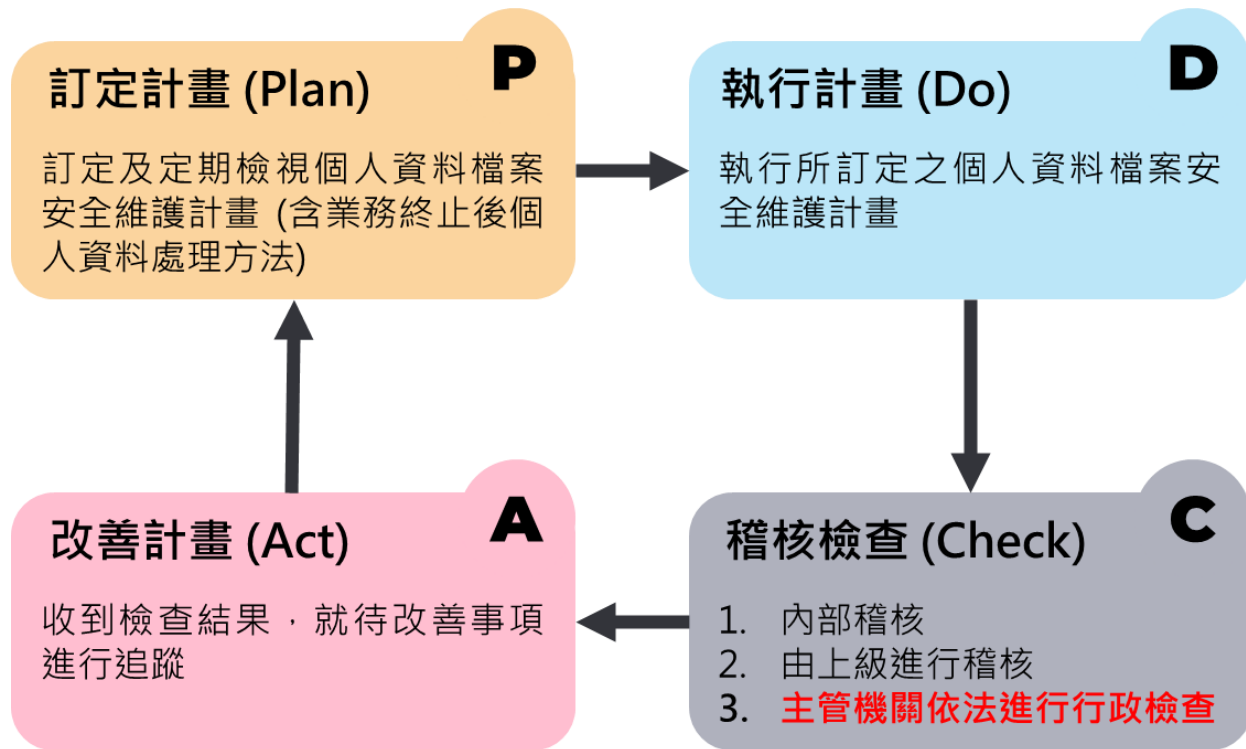 P
訂定計畫 (Plan)
訂定及定期檢視個人資料檔案
安全維護計畫 (含業務終止後個
人資料處理方法)
D
執行計畫 (Do)
執行所訂定之個人資料檔案安
全維護計畫
A
改善計畫 (Act)
收到檢查結果，就待改善事項
進行追蹤
C
稽核檢查 (Check)
1. 內部稽核
2. 由上級進行稽核
3. 主管機關依法進行行政檢查